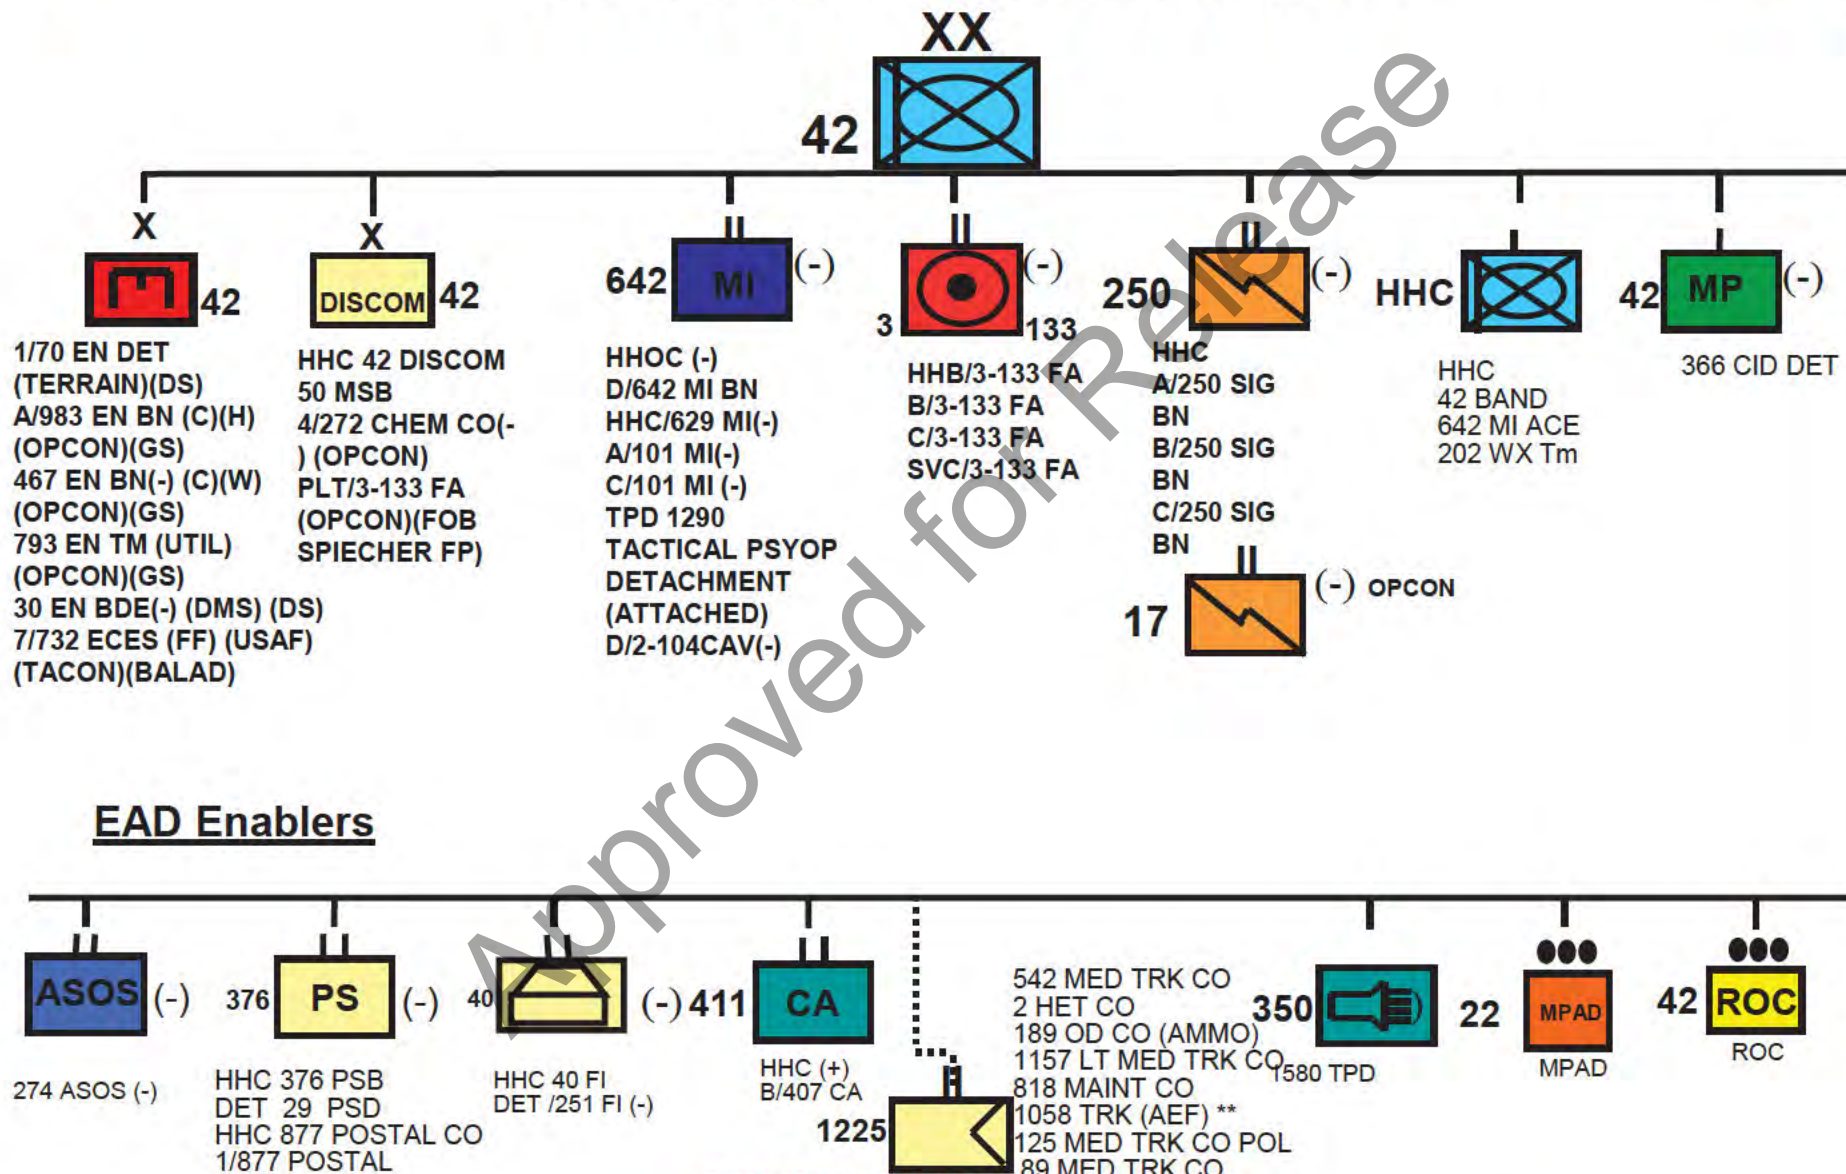 XX
42
X
42
1/70 EN DET
(TERRAIN)(DS)
A/983 EN BN (C)(H)
(OPCON)(GS)
467 EN BN(-) (C)(W)
(OPCON)(GS)
793 EN TM (UTIL)
(OPCON)(GS)
30 EN BDE(-) (DMS) (DS)
7/732 ECES (FF) (USAF)
(TACON)(BALAD)
X
DISCOM 42
HHC 42 DISCOM
50 MSB
4/272 CHEM CO(-
) (OPCON)
PLT/3-133 FA
(OPCON)(FOB
SPIECHER FP)
II
642 MI (-)
HHOC (-)
D/642 MI BN
HHC/629 MI(-)
A/101 MI(-)
C/101 MI (-)
TPD 1290
TACTICAL PSYOP
DETACHMENT
(ATTACHED)
D/2-104CAV(-)
II
(-)
3 133
HHB/3-133 FA
B/3-133 FA
C/3-133 FA
SVC/3-133 FA
II
250 (-)
HHC
A/250 SIG
BN
B/250 SIG
BN
C/250 SIG
BN
II
17 (-) OPCON
I
HHC
HHC
42 BAND
642 MI ACE
202 WX Tm
I
42 MP (-)
366 CID DET
Approved for Release
EAD Enablers
II
ASOS (-)
274 ASOS (-)
II
376 PS (-)
HHC 376 PSB
DET 29 PSD
HHC 877 POSTAL CO
1/877 POSTAL
II
40 (-)
HHC 40 FI
DET /251 FI (-)
II
411 CA
HHC (+)
B/407 CA
II
1225
542 MED TRK CO
2 HET CO
189 OD CO (AMMO)
1157 LT MED TRK CO
818 MAINT CO
1058 TRK (AEF) **
125 MED TRK CO POL
89 MED TRK CO
350
1580 TPD
22 MPAD
MPAD
42 ROC
ROC